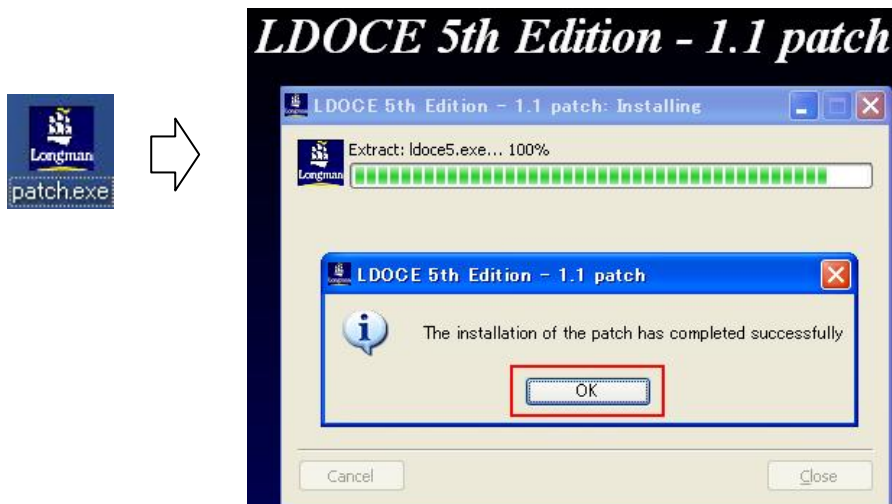 LDOCE 5th Edition - 1.1 patch
Longman
patch.exe
LDOCE 5th Edition - 1.1 patch: Installing
Longman
Extract: ldoce5.exe... 100%
LDOCE 5th Edition - 1.1 patch
The installation of the patch has completed successfully
OK
Cancel
Close